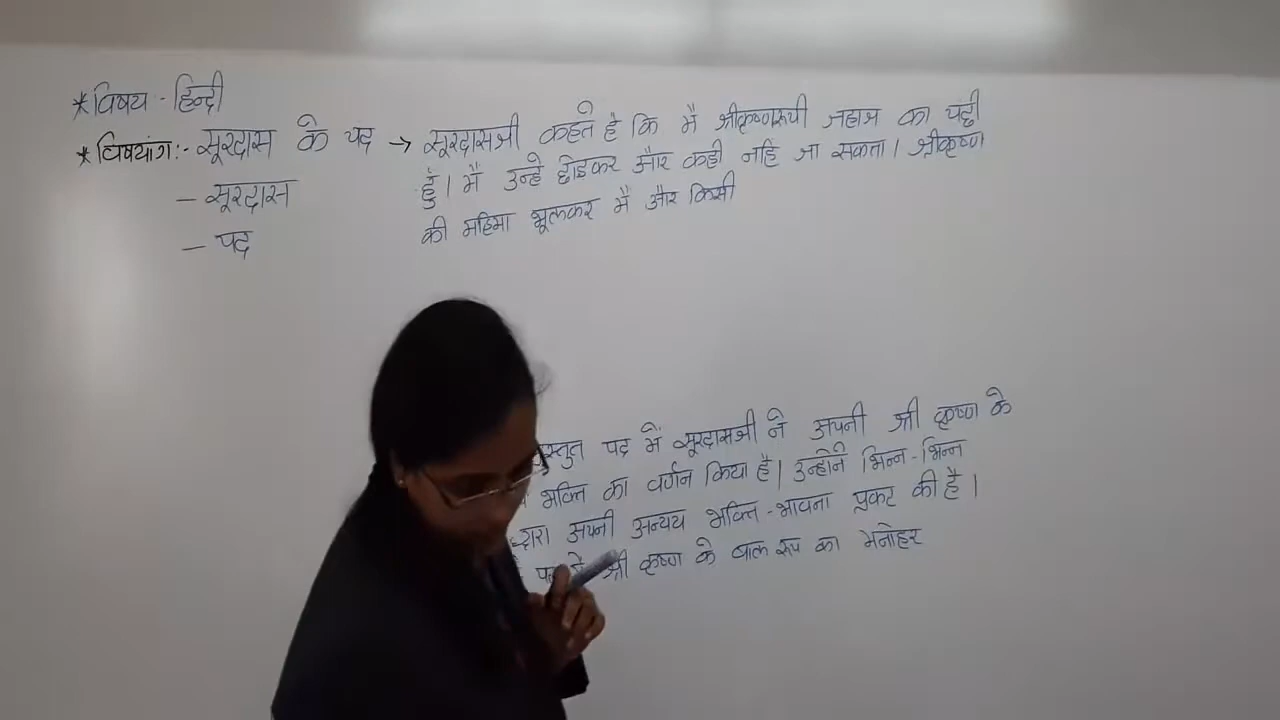 * विषय :- हिन्दी
* विषयांग :- सूरदास के पद → सूरदासजी कहते है कि मैं श्रीकृष्णरूपी जहाज का पंछी
- सूरदास
हुँ। मैं उन्हे छोडकर और कही नहि जा सकता। श्रीकृष्ण
- पद
की महिमा भूलकर मैं और किसी
प्रस्तुत पद में सूरदासजी ने अपनी श्री कृष्ण के
भक्ति का वर्णन किया है। उन्होंने भिन्न-भिन्न
द्वारा अपनी अनन्य भक्ति-भावना प्रकट की है।
श्री कृष्ण के बाल रूप का मनोहर